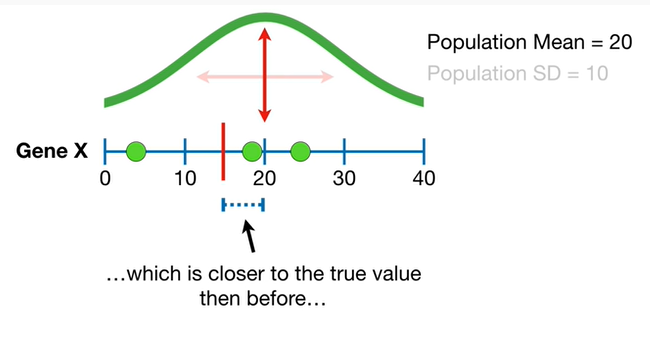 Population Mean = 20
Population SD = 10
Gene X
0 10 20 30 40
…which is closer to the true value
then before…